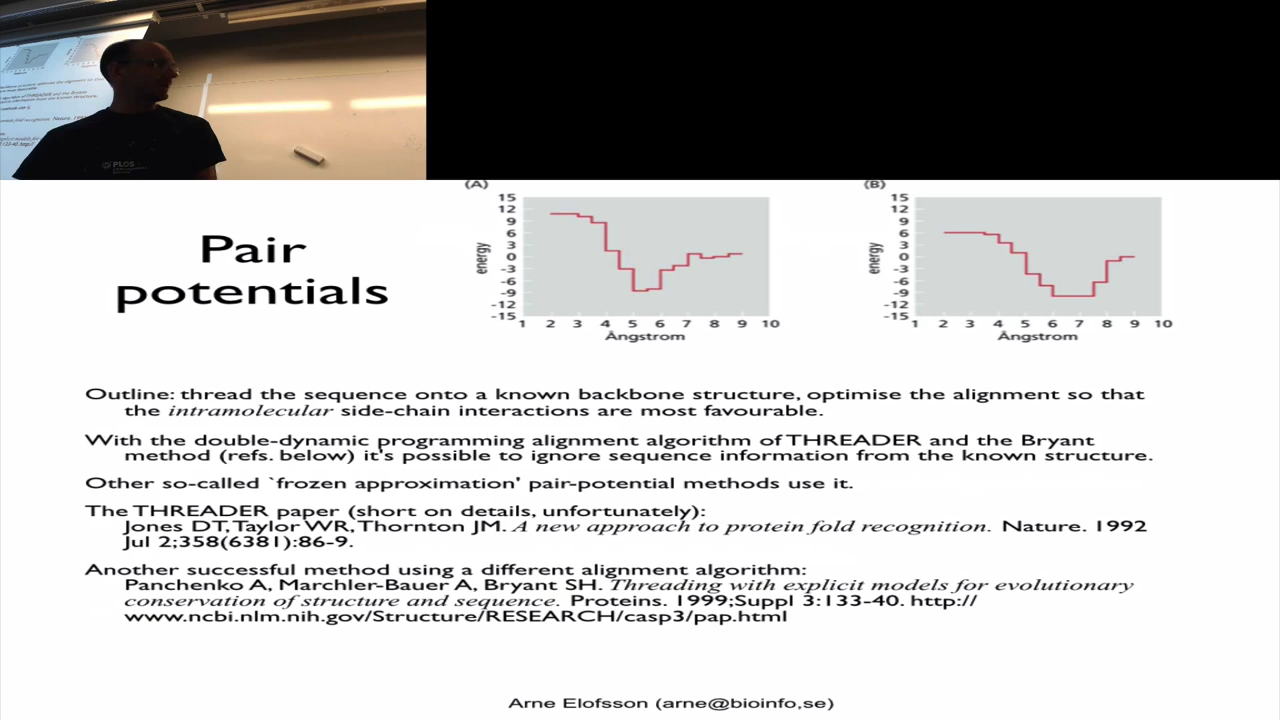 PLOS
(A)
15
12
9
6
3
0
-3
-6
-9
-12
-15
energy
1 2 3 4 5 6 7 8 9 10
Ångstrom
(B)
15
12
9
6
3
0
-3
-6
-9
-12
-15
energy
1 2 3 4 5 6 7 8 9 10
Ångstrom
Pair
potentials
Outline: thread the sequence onto a known backbone structure, optimise the alignment so that
the intramolecular side-chain interactions are most favourable.
With the double-dynamic programming alignment algorithm of THREADER and the Bryant
method (refs. below) it's possible to ignore sequence information from the known structure.
Other so-called `frozen approximation' pair-potential methods use it.
The THREADER paper (short on details, unfortunately):
Jones DT, Taylor WR, Thornton JM. A new approach to protein fold recognition. Nature. 1992
Jul 2;358(6381):86-9.
Another successful method using a different alignment algorithm:
Panchenko A, Marchler-Bauer A, Bryant SH. Threading with explicit models for evolutionary
conservation of structure and sequence. Proteins. 1999;Suppl 3:133-40. http://
www.ncbi.nlm.nih.gov/Structure/RESEARCH/casp3/pap.html
Arne Elofsson (arne@bioinfo,se)